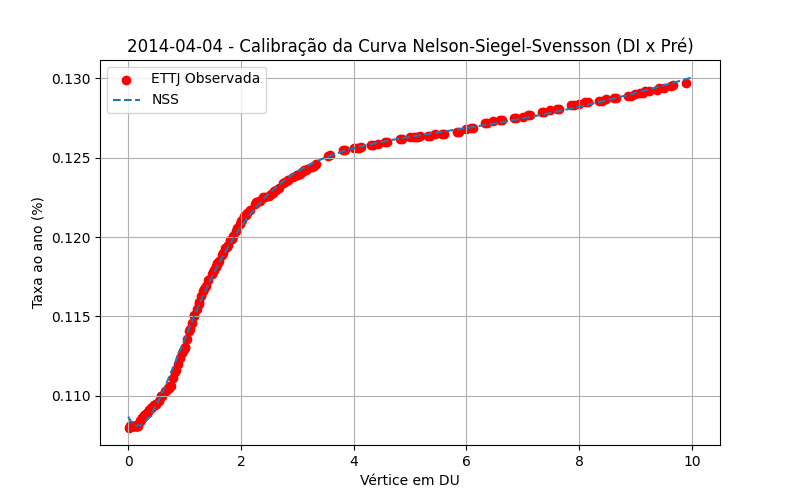 2014-04-04 - Calibração da Curva Nelson-Siegel-Svensson (DI x Pré)
ETTJ Observada
NSS
Taxa ao ano (%)
0.130
0.125
0.120
0.115
0.110
0 2 4 6 8 10
Vértice em DU